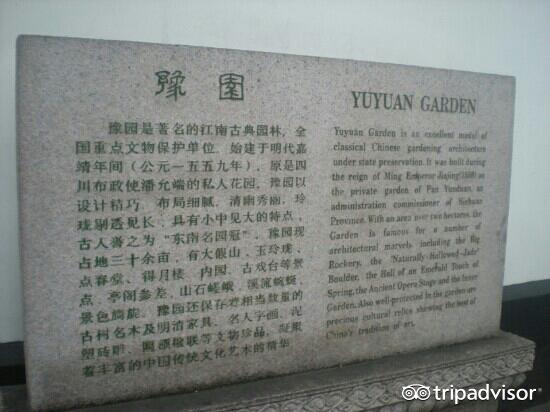 豫園
豫园是著名的江南古典园林，全
国重点文物保护单位。始建于明代嘉
靖年间（公元一五五九年），原是四
川布政使潘允端的私人花园，豫园以
设计精巧、布局细腻，清幽秀丽、玲
珑剔透见长，具有小中见大的特点，
古人誉之为“东南名园冠”，豫园现
占地三十余亩，有大假山、玉玲珑、
点春堂、得月楼、内园、古戏台等景
点，亭阁参差，山石嵯峨，溪流蜿蜒，
景色旖旎。豫园还保存着相当数量的
古树名木及明清家具、名人字画、泥
塑砖雕、匾额楹联等文物珍品，凝聚
着丰富的中国传统文化艺术的精华。
YUYUAN GARDEN
Yuyuan Garden is an excellent model of
classical Chinese gardening architecture
under state preservation. It was built during
the reign of Ming Emperor Jiajing(1559) as
the private garden of Pan Yunduan, an
administration commissioner of Sichuan
Province. With an area over two hectares, the
Garden is famous for a number of
architectural marvels, including the Big
Rockery, the "Naturally-Hollowed-Jade"
Boulder, the Hall of an Emerald Touch of
Spring, the Ancient Opera Stage and the Inner
Garden. Also well-protected in the garden are
precious cultural relics showing the best of
China's tradition of art.
tripadvisor